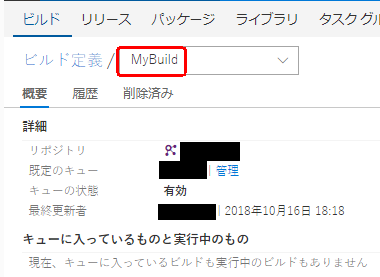 ビルド リリース パッケージ ライブラリ タスク グル
ビルド定義 / MyBuild
概要 履歴 削除済み
詳細
リポジトリ
既定のキュー | 管理
キューの状態 有効
最終更新者 | 2018年10月16日 18:18
キューに入っているものと実行中のもの
現在、キューに入っているビルドも実行中のビルドもありません